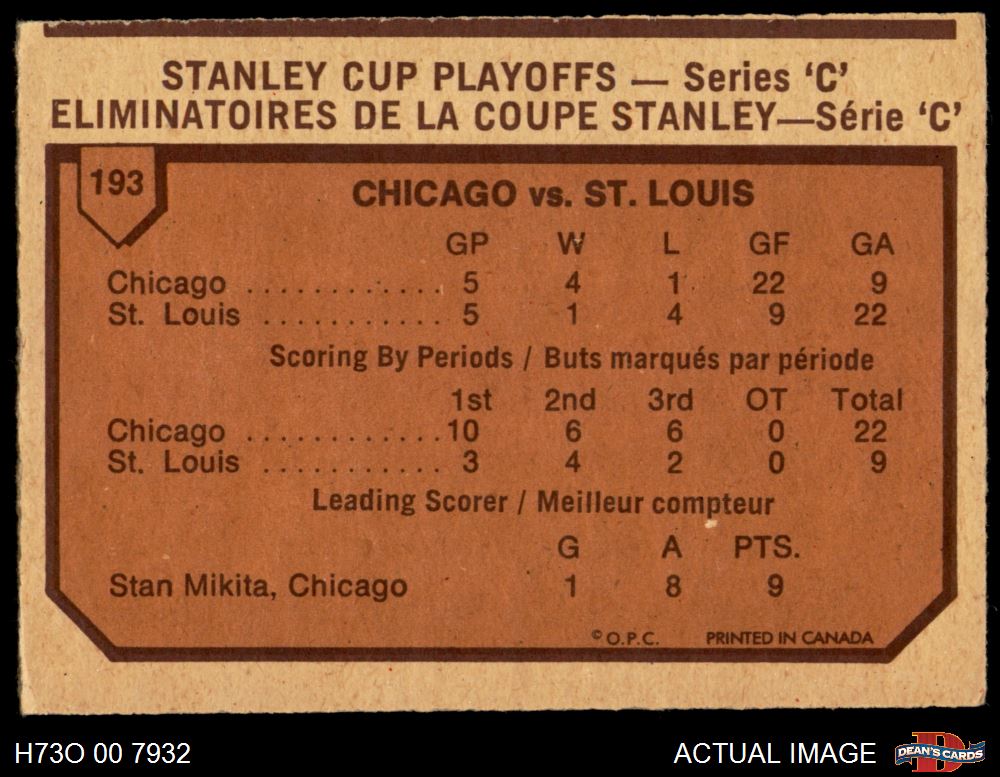 STANLEY CUP PLAYOFFS — Series ‘C’
ELIMINATOIRES DE LA COUPE STANLEY—Série ‘C’
193
CHICAGO vs. ST. LOUIS
GP W L GF GA
Chicago . . . . . . . . . . . . . 5 4 1 22 9
St. Louis . . . . . . . . . . . . 5 1 4 9 22
Scoring By Periods / Buts marqués par période
1st 2nd 3rd OT Total
Chicago . . . . . . . . . . . . . 10 6 6 0 22
St. Louis . . . . . . . . . . . . 3 4 2 0 9
Leading Scorer / Meilleur compteur
G A PTS.
Stan Mikita, Chicago 1 8 9
© O.P.C. PRINTED IN CANADA
H73O 00 7932 ACTUAL IMAGE DEAN'S CARDS